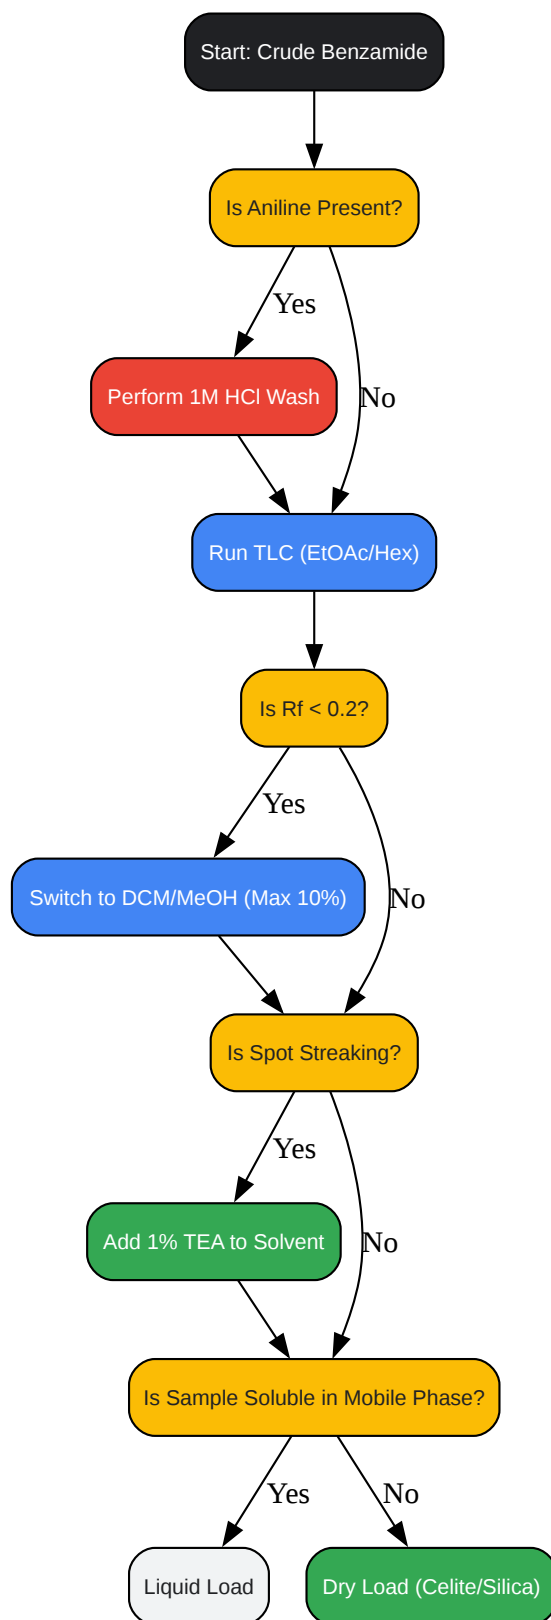 Start: Crude Benzamide
Is Aniline Present?
Yes
Perform 1M HCl Wash
No
Run TLC (EtOAc/Hex)
Is Rf < 0.2?
Yes
Switch to DCM/MeOH (Max 10%)
No
Is Spot Streaking?
Yes
Add 1% TEA to Solvent
No
Is Sample Soluble in Mobile Phase?
Yes
No
Liquid Load
Dry Load (Celite/Silica)